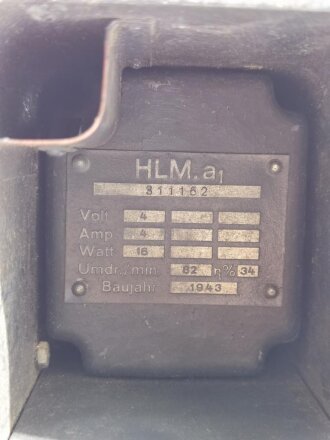 HLM.a1
311162
Volt 4
Amp 4
Watt 16
Umdr./min. 62 η% 34
Baujahr 1943